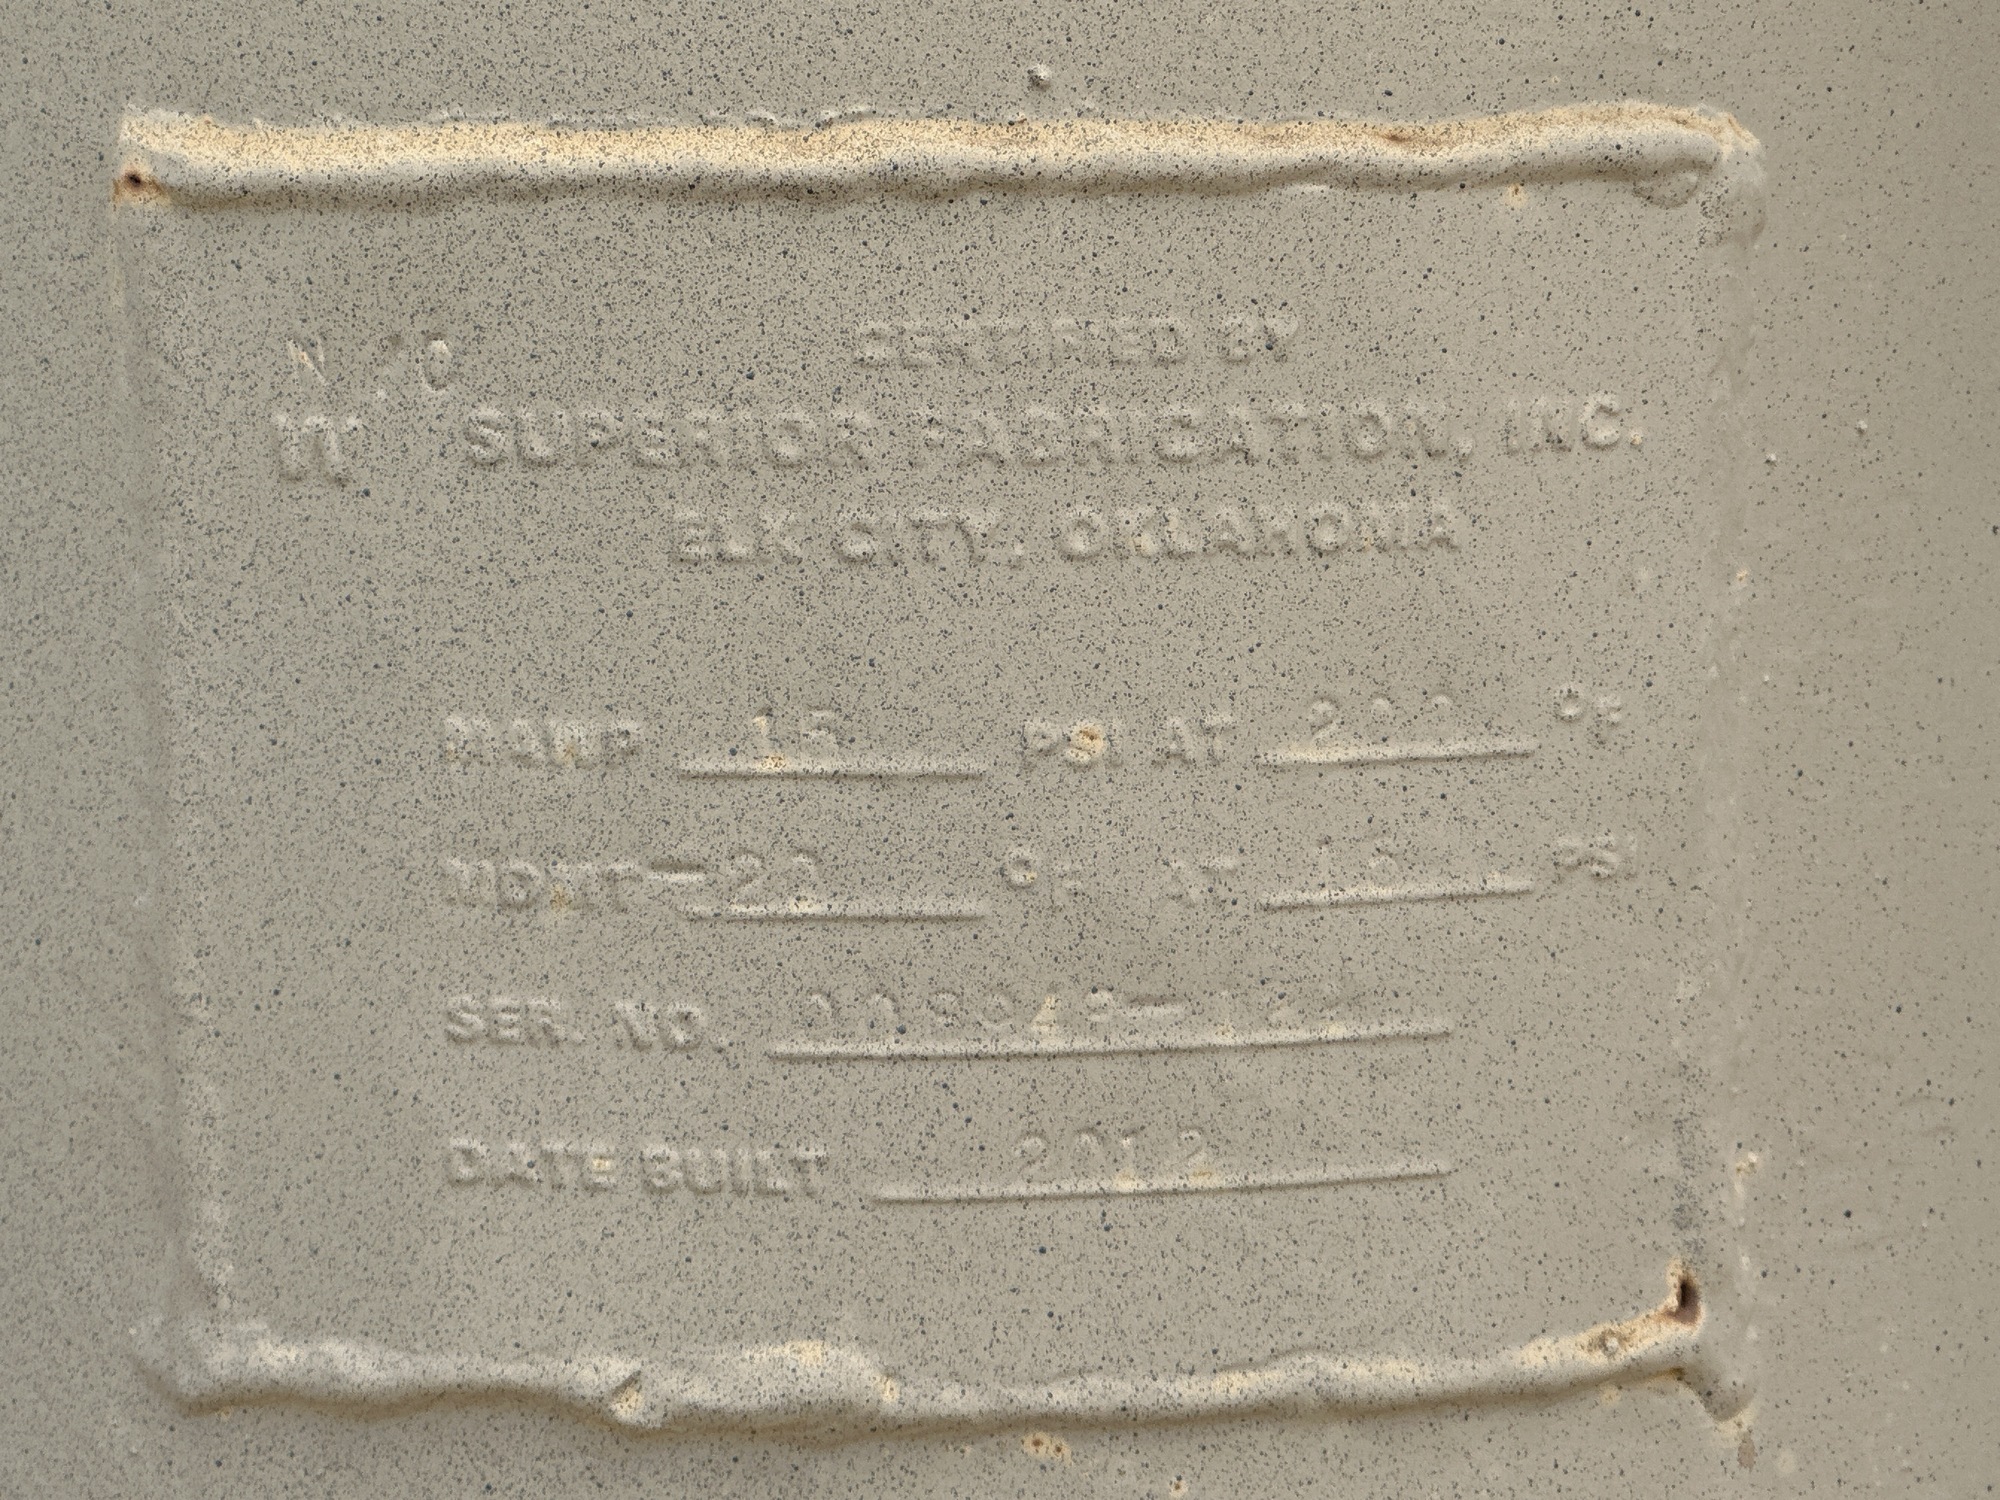 CERTIFIED BY
SUPERIOR FABRICATION, INC.
ELK CITY, OKLAHOMA
MAWP 15 PSI AT 200 °F
MDMT -20 °F AT 15 PSI
SER. NO.
DATE BUILT 2012